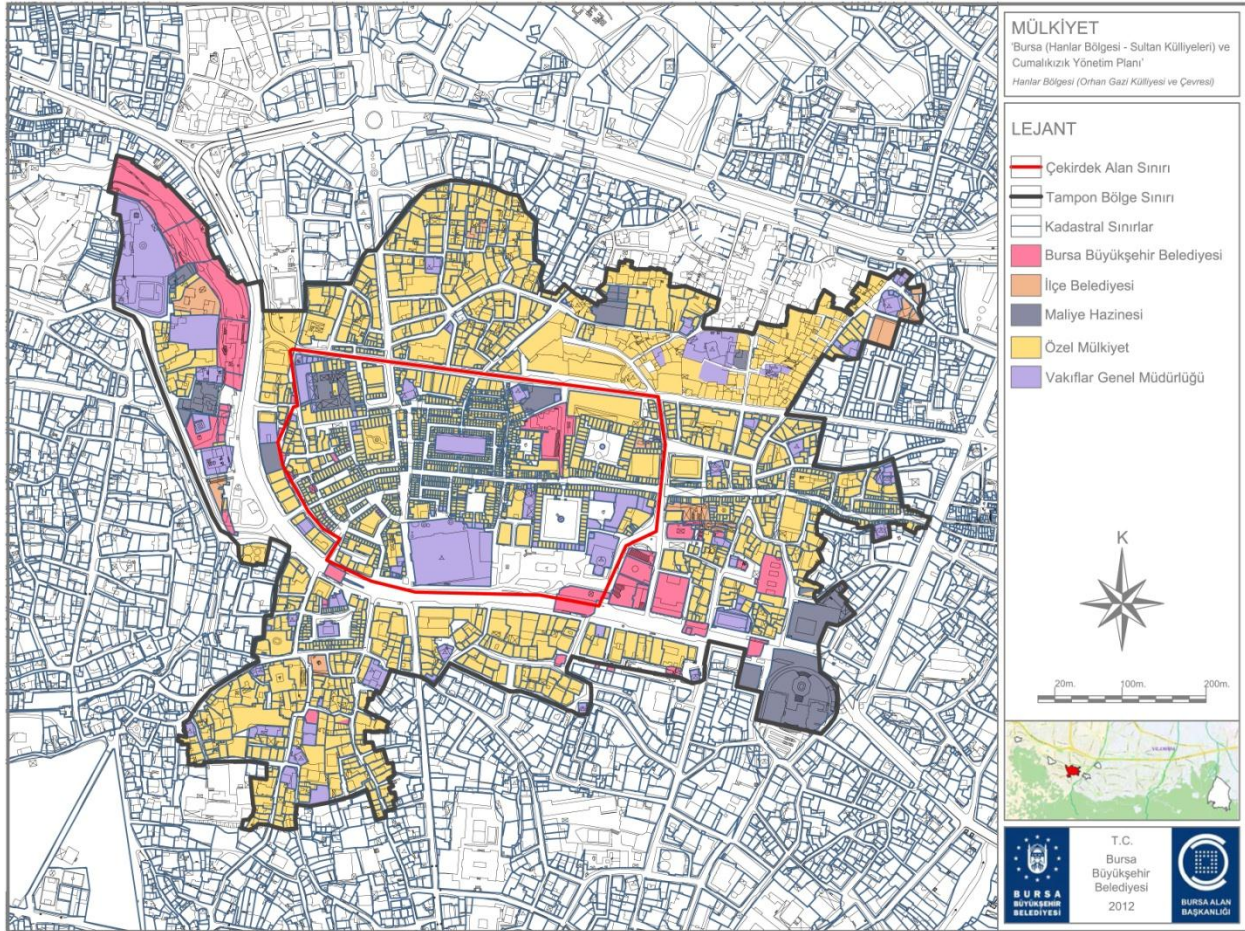 MÜLKİYET
'Bursa (Hanlar Bölgesi - Sultan Külliyeleri) ve
Cumalıkızık Yönetim Planı'
Hanlar Bölgesi (Orhan Gazi Külliyesi ve Çevresi)
LEJANT
Çekirdek Alan Sınırı
Tampon Bölge Sınırı
Kadastral Sınırlar
Bursa Büyükşehir Belediyesi
İlçe Belediyesi
Maliye Hazinesi
Özel Mülkiyet
Vakıflar Genel Müdürlüğü
K
20m. 100m. 200m.
BURSA
BÜYÜKŞEHİR
BELEDİYESİ
T.C.
Bursa
Büyükşehir
Belediyesi
2012
BURSA ALAN
BAŞKANLIĞI